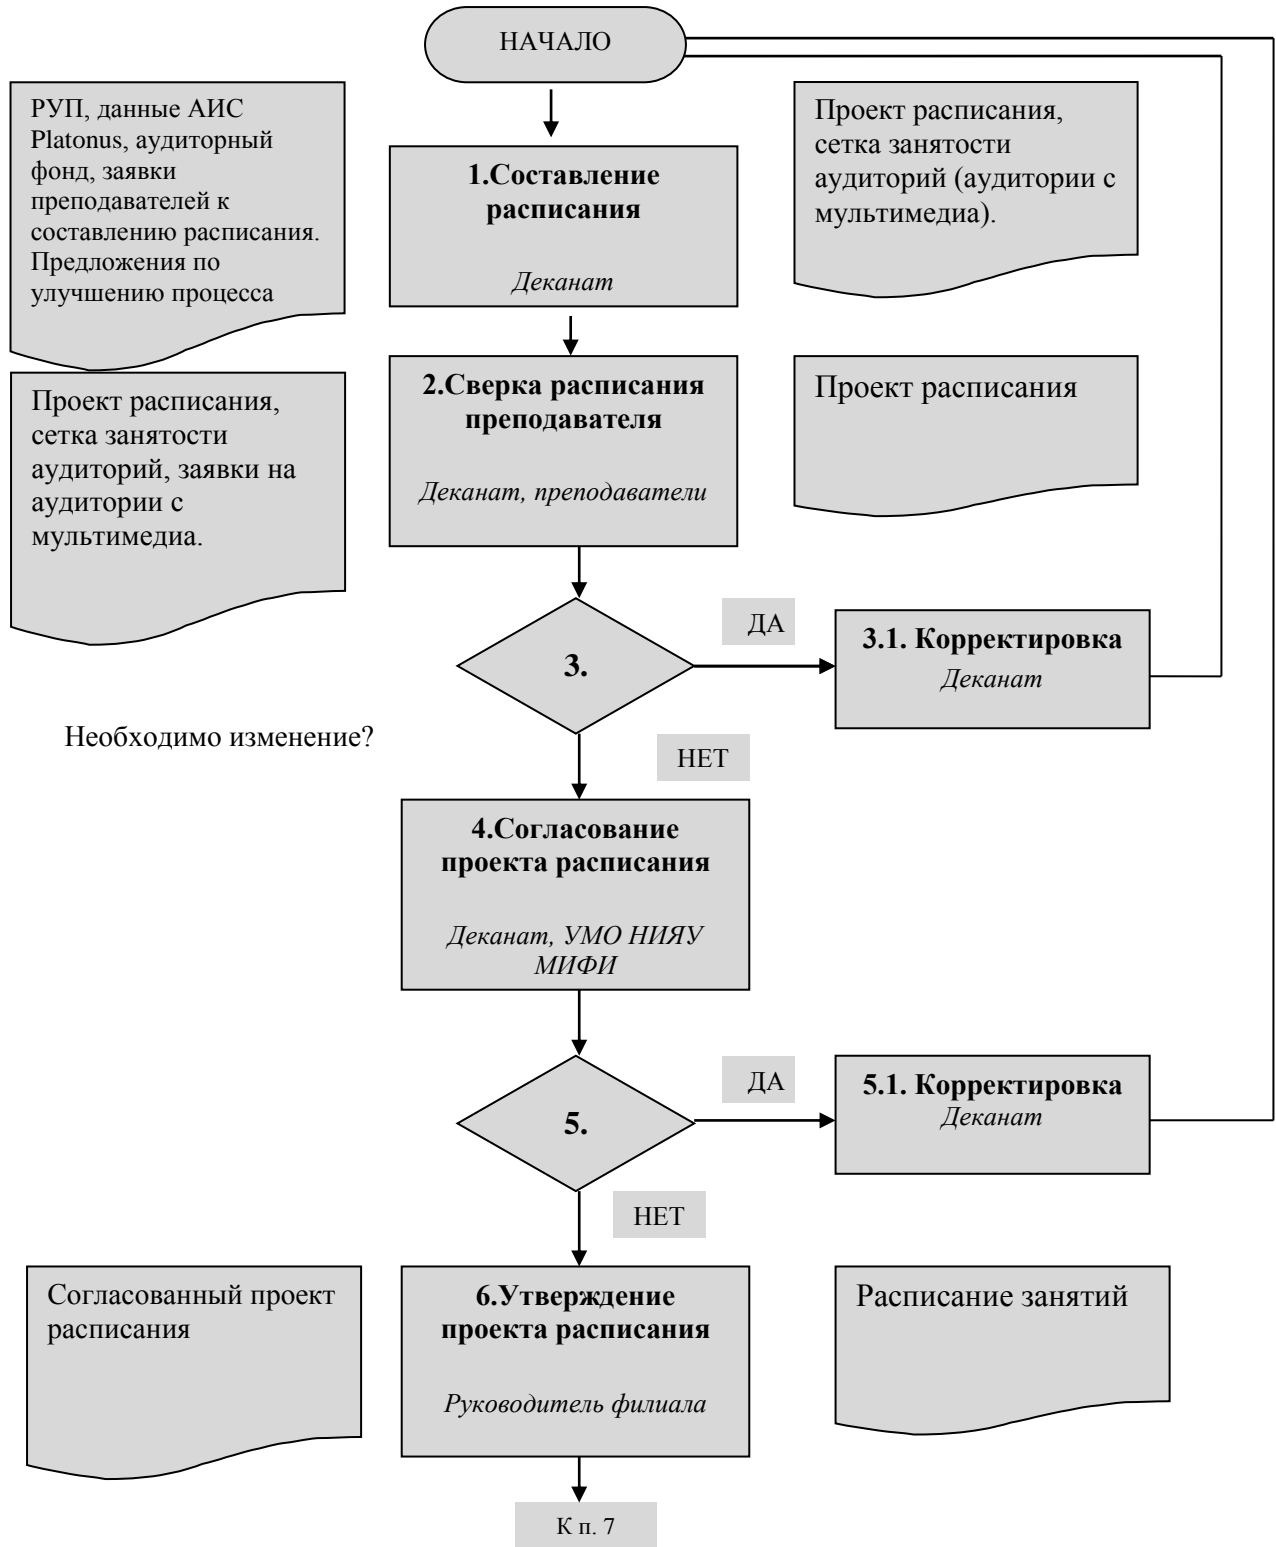 НАЧАЛО
РУП, данные АИС
Platonus, аудиторный
фонд, заявки
преподавателей к
составлению расписания.
Предложения по
улучшению процесса
1.Составление
расписания
Деканат
Проект расписания,
сетка занятости
аудиторий (аудитории с
мультимедиа).
Проект расписания,
сетка занятости
аудиторий, заявки на
аудитории с
мультимедиа.
2.Сверка расписания
преподавателя
Деканат, преподаватели
Проект расписания
3.
ДА
3.1. Корректировка
Деканат
Необходимо изменение?
НЕТ
4.Согласование
проекта расписания
Деканат, УМО НИЯУ
МИФИ
5.
ДА
5.1. Корректировка
Деканат
НЕТ
Согласованный проект
расписания
6.Утверждение
проекта расписания
Руководитель филиала
Расписание занятий
К п. 7